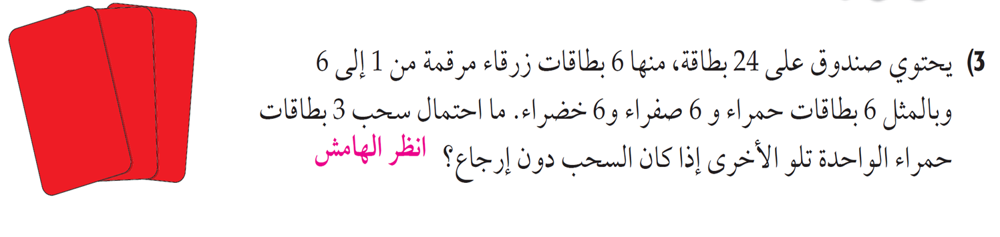 3) يحتوي صندوق على 24 بطاقة، منها 6 بطاقات زرقاء مرقمة من 1 إلى 6
وبالمثل 6 بطاقات حمراء و 6 صفراء و6 خضراء. ما احتمال سحب 3 بطاقات
حمراء الواحدة تلو الأخرى إذا كان السحب دون إرجاع؟ انظر الهامش